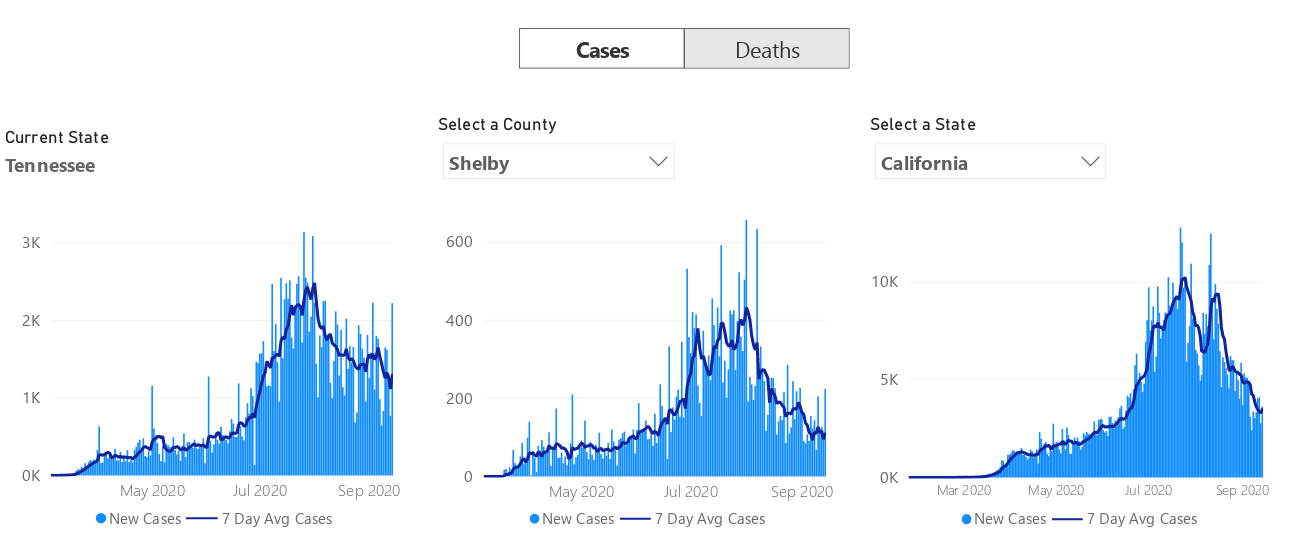 Cases Deaths
Current State
Tennessee
Select a County
Shelby
Select a State
California
3K
2K
1K
0K
May 2020 Jul 2020 Sep 2020
New Cases 7 Day Avg Cases
600
400
200
0
May 2020 Jul 2020 Sep 2020
New Cases 7 Day Avg Cases
10K
5K
0K
Mar 2020 May 2020 Jul 2020 Sep 2020
New Cases 7 Day Avg Cases